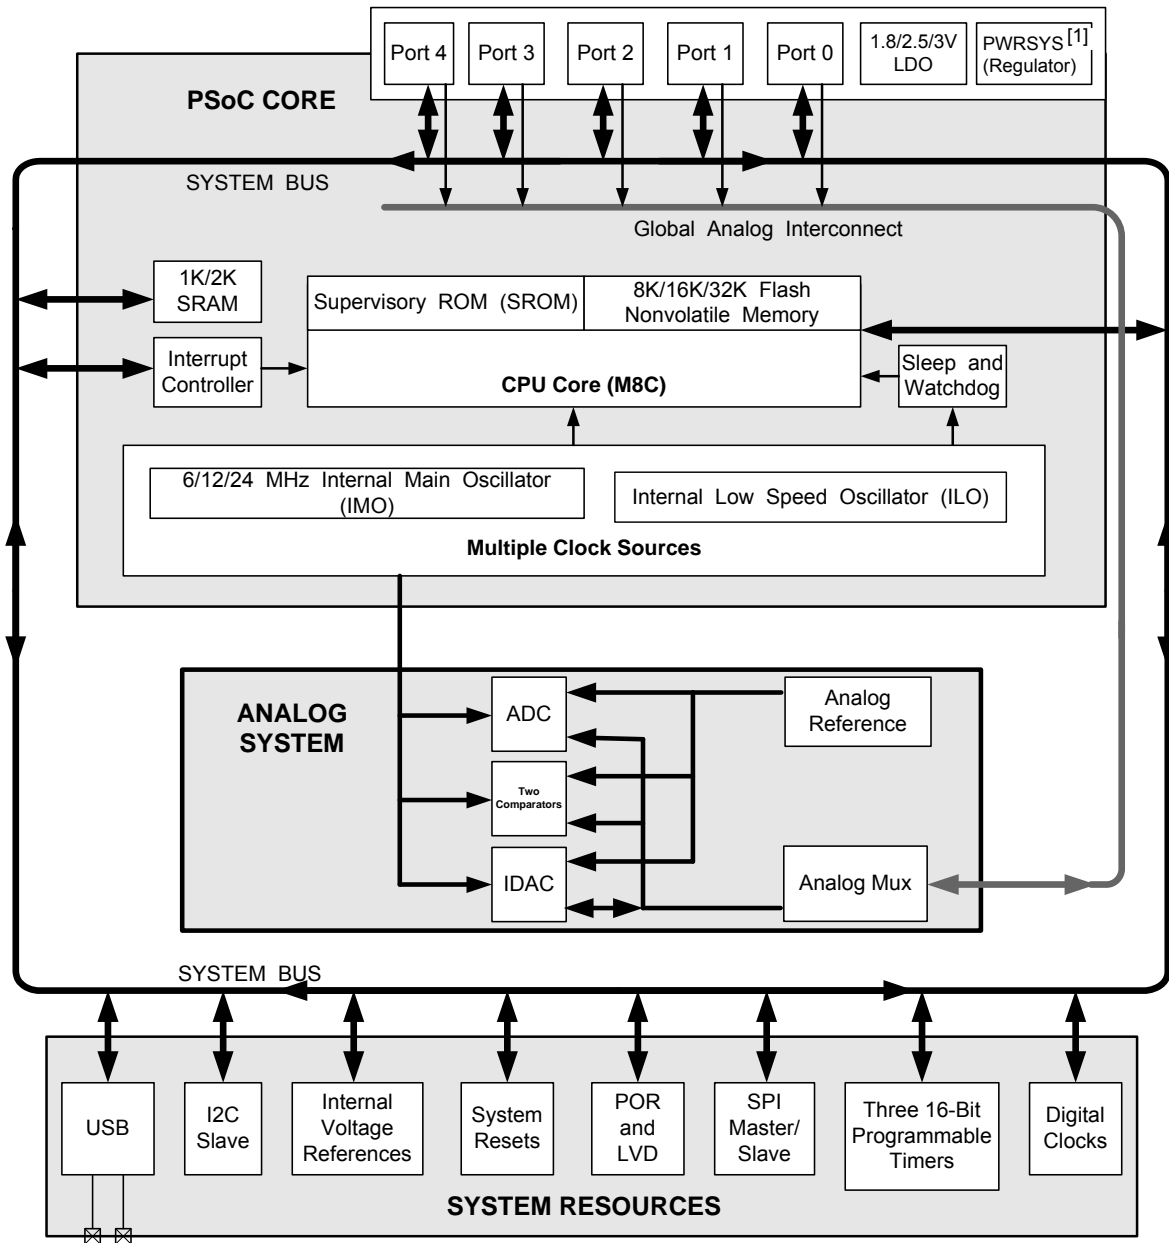 Port 4
Port 3
Port 2
Port 1
Port 0
1.8/2.5/3V
LDO
PWRSYS [1]
(Regulator)
PSoC CORE
SYSTEM BUS
Global Analog Interconnect
1K/2K
SRAM
Supervisory ROM (SROM)
8K/16K/32K Flash
Nonvolatile Memory
Interrupt
Controller
CPU Core (M8C)
Sleep and
Watchdog
6/12/24 MHz Internal Main Oscillator
(IMO)
Internal Low Speed Oscillator (ILO)
Multiple Clock Sources
ANALOG
SYSTEM
ADC
Analog
Reference
Two
Comparators
IDAC
Analog Mux
SYSTEM BUS
USB
I2C
Slave
Internal
Voltage
References
System
Resets
POR
and
LVD
SPI
Master/
Slave
Three 16-Bit
Programmable
Timers
Digital
Clocks
SYSTEM RESOURCES